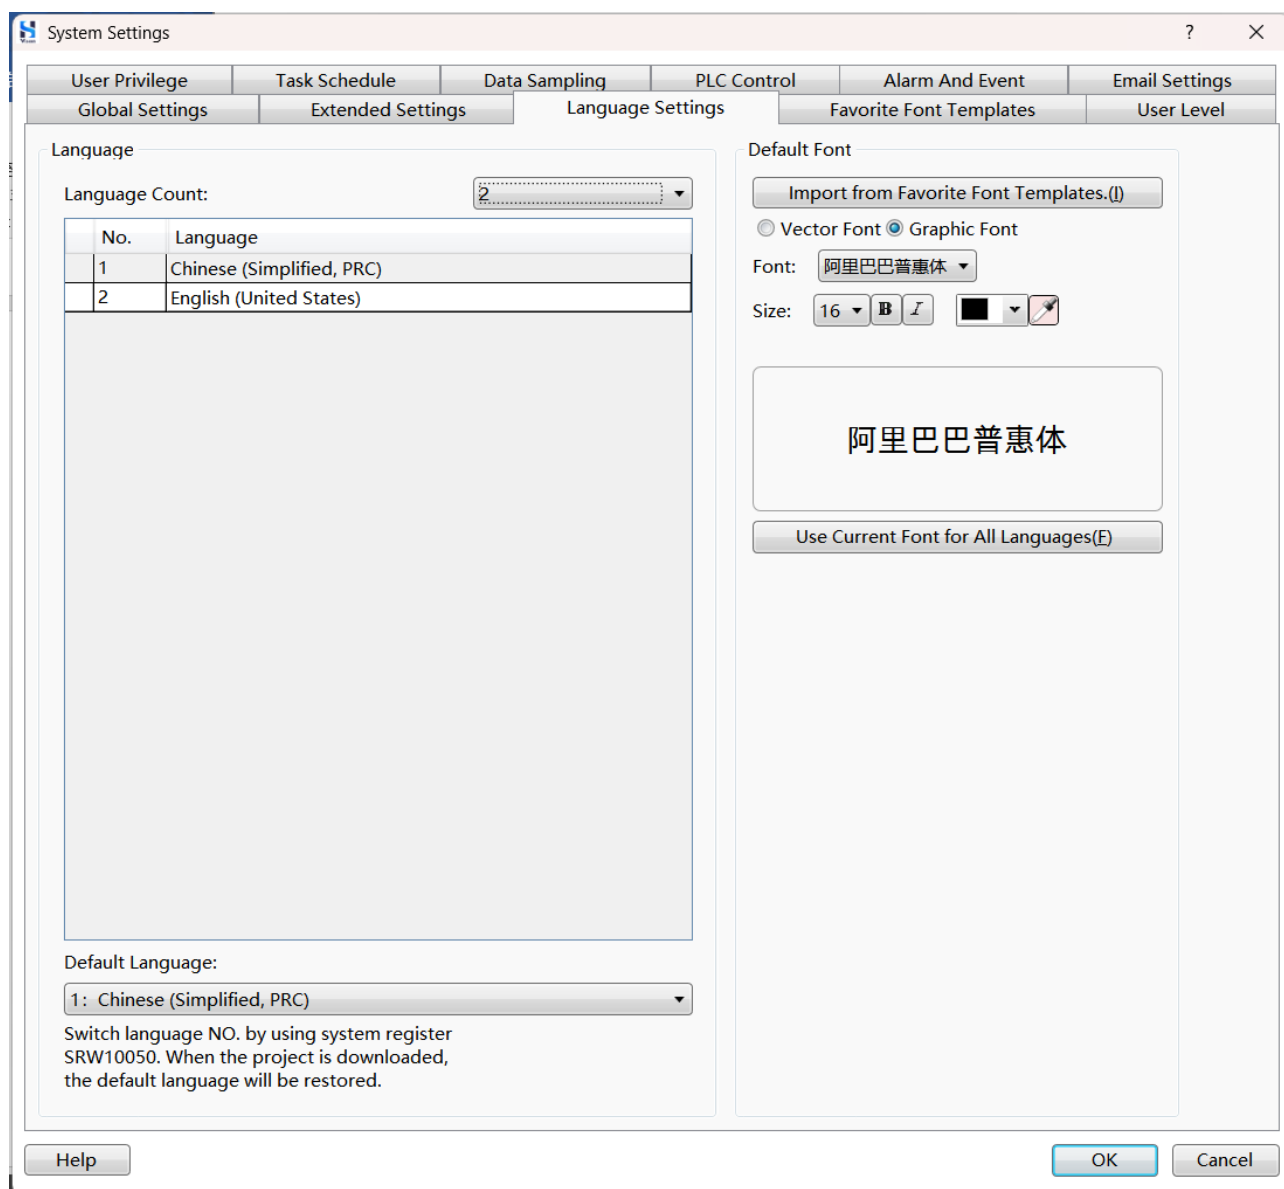 System Settings
?
User Privilege
Task Schedule
Data Sampling
PLC Control
Alarm And Event
Email Settings
Global Settings
Extended Settings
Language Settings
Favorite Font Templates
User Level
Language
Language Count:
2
No.
Language
1
Chinese (Simplified, PRC)
2
English (United States)
Default Language:
1: Chinese (Simplified, PRC)
Switch language NO. by using system register
SRW10050. When the project is downloaded,
the default language will be restored.
Default Font
Import from Favorite Font Templates.(I)
Vector Font
Graphic Font
Font:
阿里巴巴普惠体
Size:
16
B
I
阿里巴巴普惠体
Use Current Font for All Languages(F)
Help
OK
Cancel